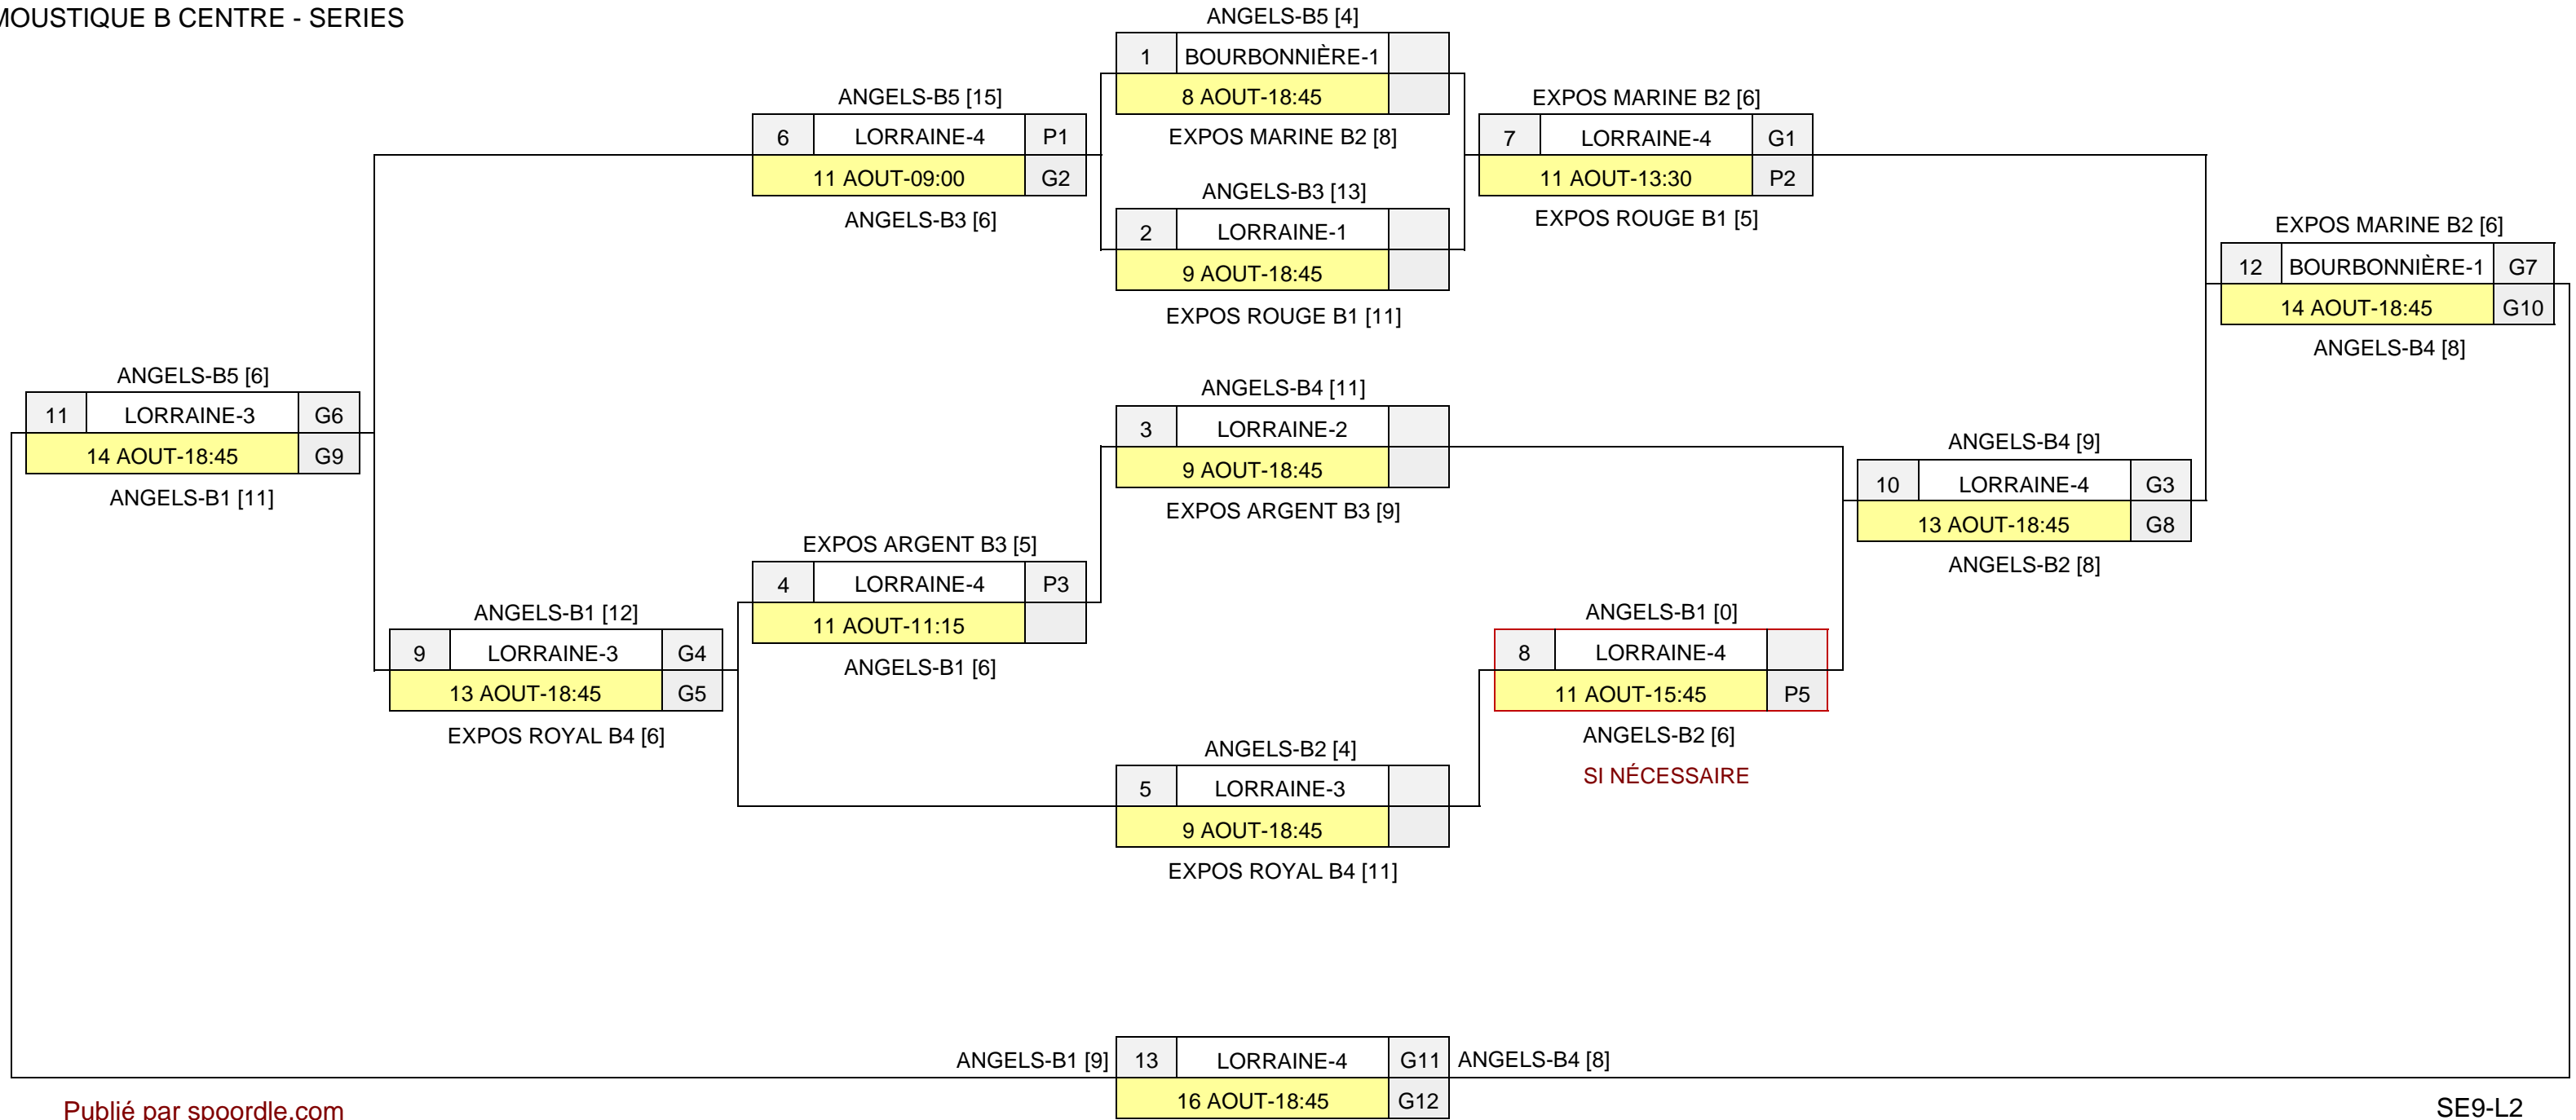 MOUSTIQUE B CENTRE - SERIES
ANGELS-B5 [4]
1 BOURBONNIÈRE-1
8 AOUT-18:45
EXPOS MARINE B2 [8]
ANGELS-B5 [15]
6 LORRAINE-4 P1
11 AOUT-09:00 G2
ANGELS-B3 [6]
EXPOS MARINE B2 [6]
7 LORRAINE-4 G1
11 AOUT-13:30 P2
EXPOS ROUGE B1 [5]
ANGELS-B3 [13]
2 LORRAINE-1
9 AOUT-18:45
EXPOS ROUGE B1 [11]
EXPOS MARINE B2 [6]
12 BOURBONNIÈRE-1 G7
14 AOUT-18:45 G10
ANGELS-B4 [8]
ANGELS-B5 [6]
11 LORRAINE-3 G6
14 AOUT-18:45 G9
ANGELS-B1 [11]
ANGELS-B4 [11]
3 LORRAINE-2
9 AOUT-18:45
EXPOS ARGENT B3 [9]
ANGELS-B4 [9]
10 LORRAINE-4 G3
13 AOUT-18:45 G8
ANGELS-B2 [8]
EXPOS ARGENT B3 [5]
4 LORRAINE-4 P3
11 AOUT-11:15
ANGELS-B1 [6]
ANGELS-B1 [12]
9 LORRAINE-3 G4
13 AOUT-18:45 G5
EXPOS ROYAL B4 [6]
ANGELS-B1 [0]
8 LORRAINE-4
11 AOUT-15:45 P5
ANGELS-B2 [6]
SI NÉCESSAIRE
ANGELS-B2 [4]
5 LORRAINE-3
9 AOUT-18:45
EXPOS ROYAL B4 [11]
ANGELS-B1 [9] 13 LORRAINE-4 G11 ANGELS-B4 [8]
16 AOUT-18:45 G12
Publié par spoordle.com
SE9-L2